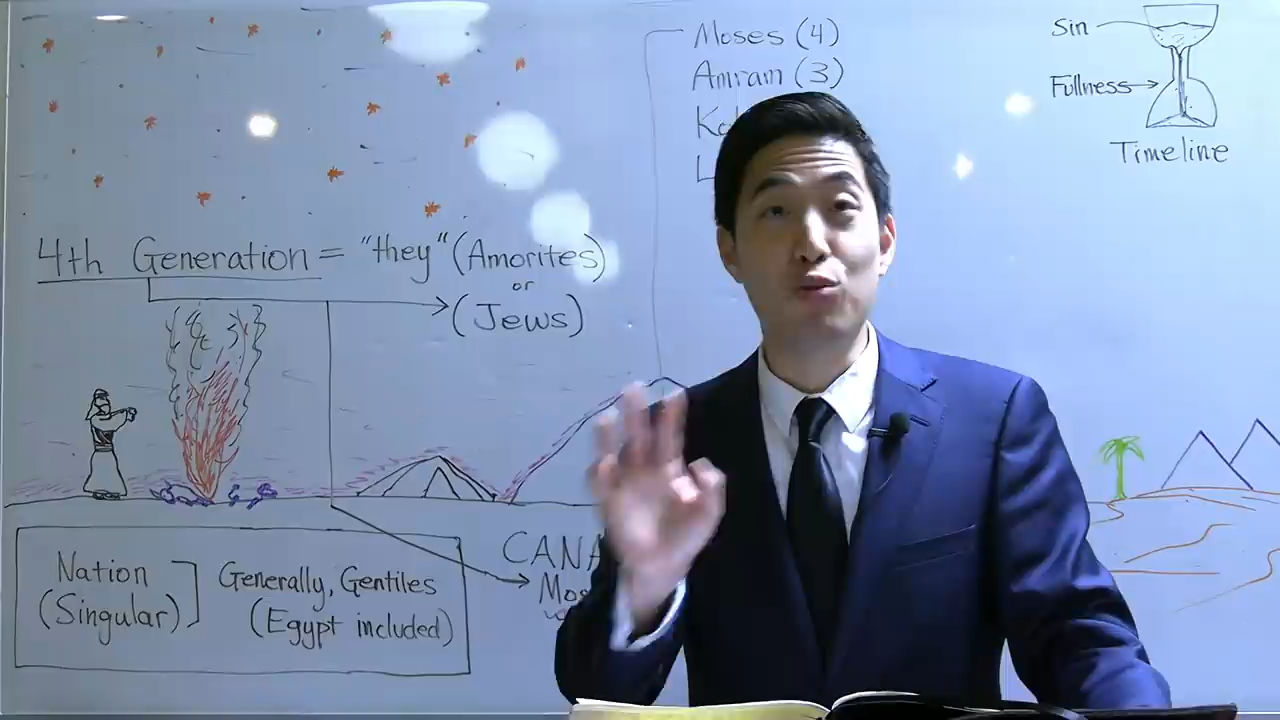 Moses (4)
Amram (3)
Sin
Fullness
Timeline
4th Generation = "they" (Amorites)
or
(Jews)
Nation
(Singular)
Generally, Gentiles
(Egypt included)